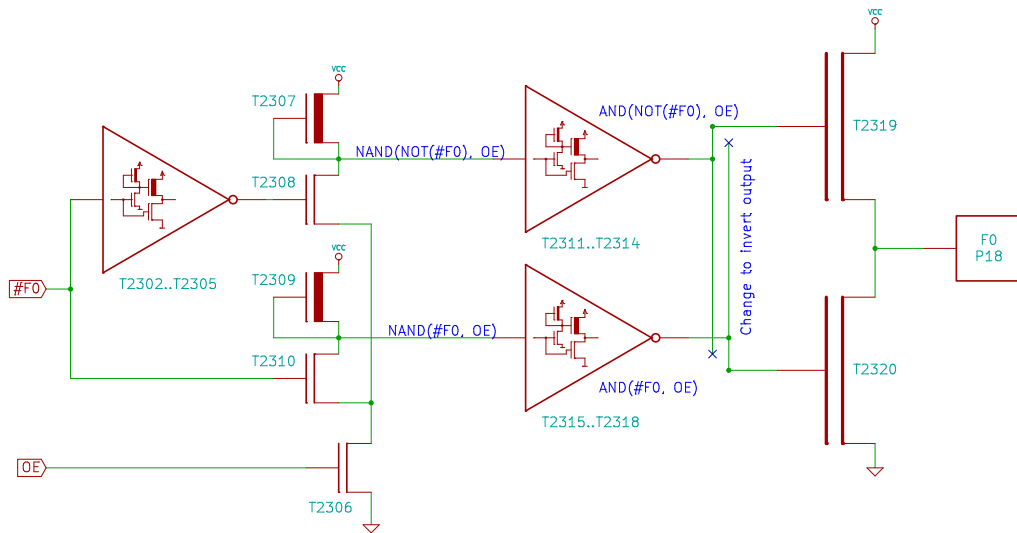 VCC
VCC
T2307
AND(NOT(#F0), OE)
T2319
NAND(NOT(#F0), OE)
T2308
F0
P18
T2311..T2314
VCC
T2302..T2305
T2309
#F0
Change to invert output
NAND(#F0, OE)
T2310
T2320
AND(#F0, OE)
T2315..T2318
OE
T2306